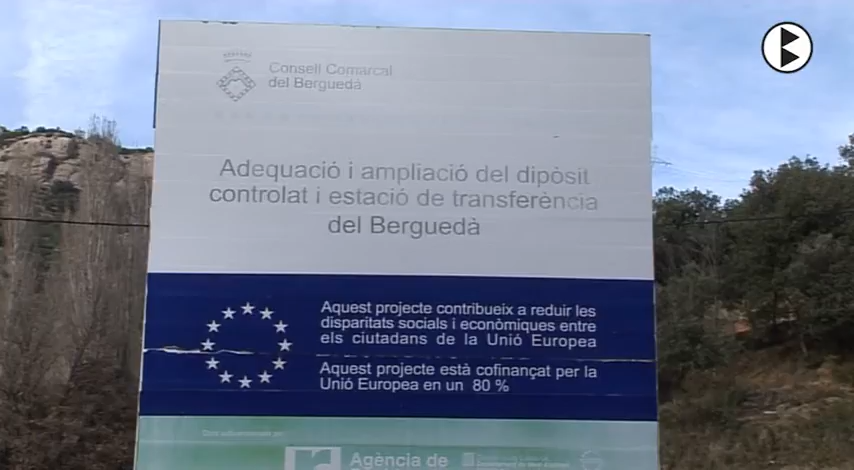 Consell Comarcal
del Berguedà
Adequació i ampliació del dipòsit
controlat i estació de transferència
del Berguedà
Aquest projecte contribueix a reduir les
disparitats socials i econòmiques entre
els ciutadans de la Unió Europea
Aquest projecte està cofinançat per la
Unió Europea en un 80 %
Agència de